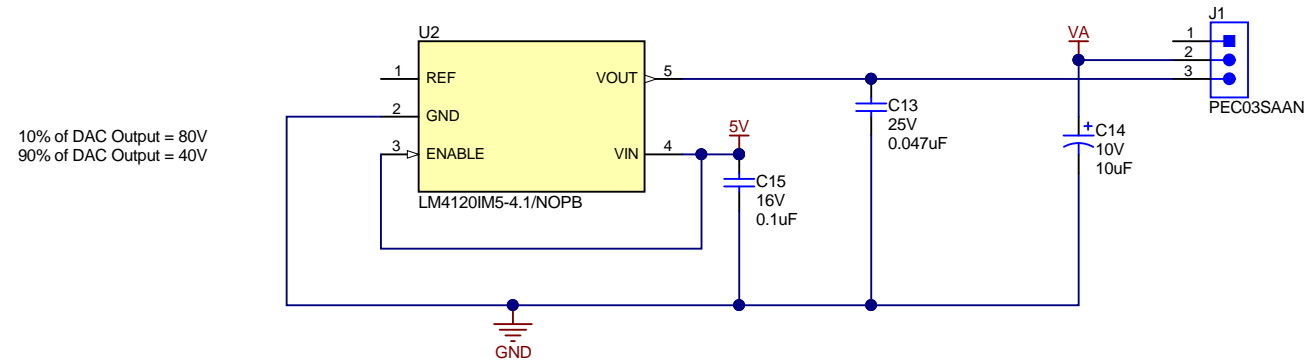 J1
U2
VA
1
1
REF
VOUT
5
2
3
2
GND
C13
25V
0.047uF
PEC03SAAN
10% of DAC Output = 80V
90% of DAC Output = 40V
5V
C14
10V
10uF
3
ENABLE
VIN
4
C15
16V
0.1uF
LM4120IM5-4.1/NOPB
GND